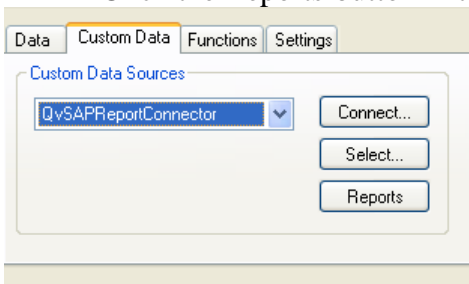 Data Custom Data Functions Settings
Custom Data Sources
QvSAPReportConnector Connect...
Select...
Reports